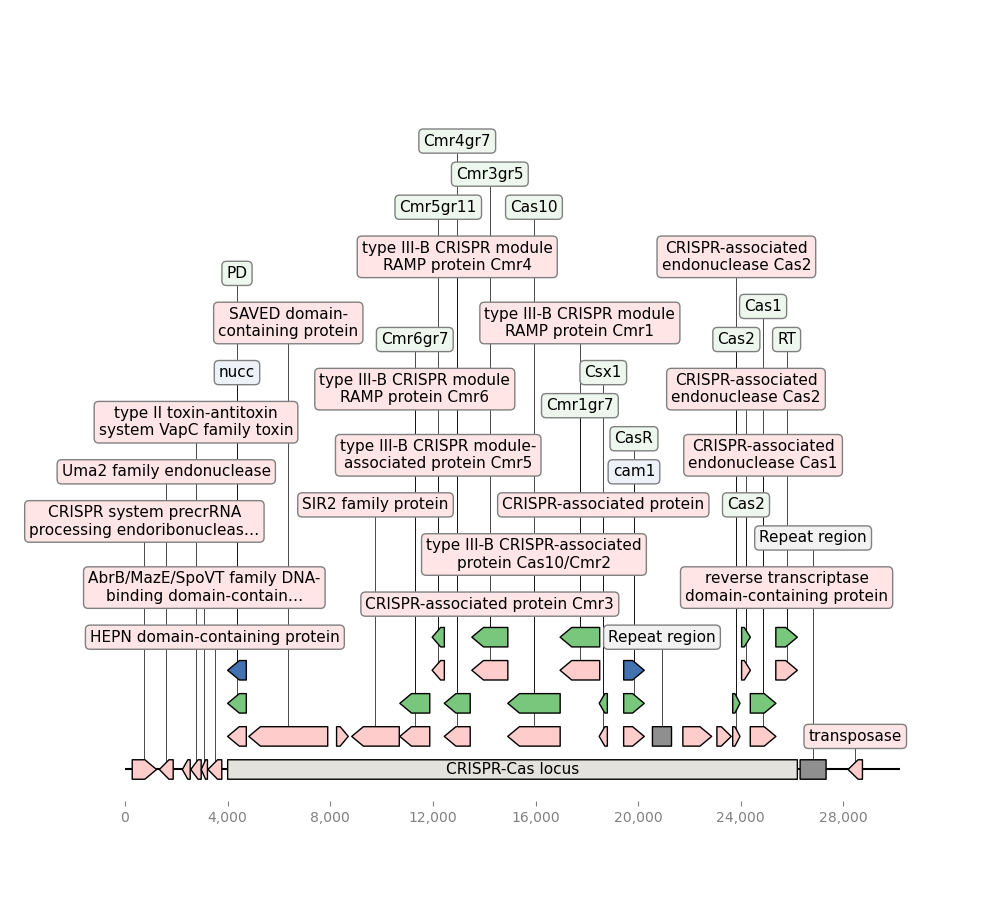 Cmr4gr7
Cmr3gr5
Cmr5gr11
Cas10
type III-B CRISPR module
RAMP protein Cmr4
CRISPR-associated
endonuclease Cas2
PD
Cas1
SAVED domain-
containing protein
type III-B CRISPR module
RAMP protein Cmr1
Cmr6gr7
Cas2
RT
nucc
Csx1
type III-B CRISPR module
RAMP protein Cmr6
CRISPR-associated
endonuclease Cas2
Cmr1gr7
type II toxin-antitoxin
system VapC family toxin
CasR
type III-B CRISPR module-
associated protein Cmr5
CRISPR-associated
endonuclease Cas1
Uma2 family endonuclease
cam1
SIR2 family protein
CRISPR-associated protein
Cas2
CRISPR system precrRNA
processing endoribonucleas…
Repeat region
type III-B CRISPR-associated
protein Cas10/Cmr2
AbrB/MazE/SpoVT family DNA-
binding domain-contain…
reverse transcriptase
domain-containing protein
CRISPR-associated protein Cmr3
HEPN domain-containing protein
Repeat region
transposase
CRISPR-Cas locus
0
4,000
8,000
12,000
16,000
20,000
24,000
28,000